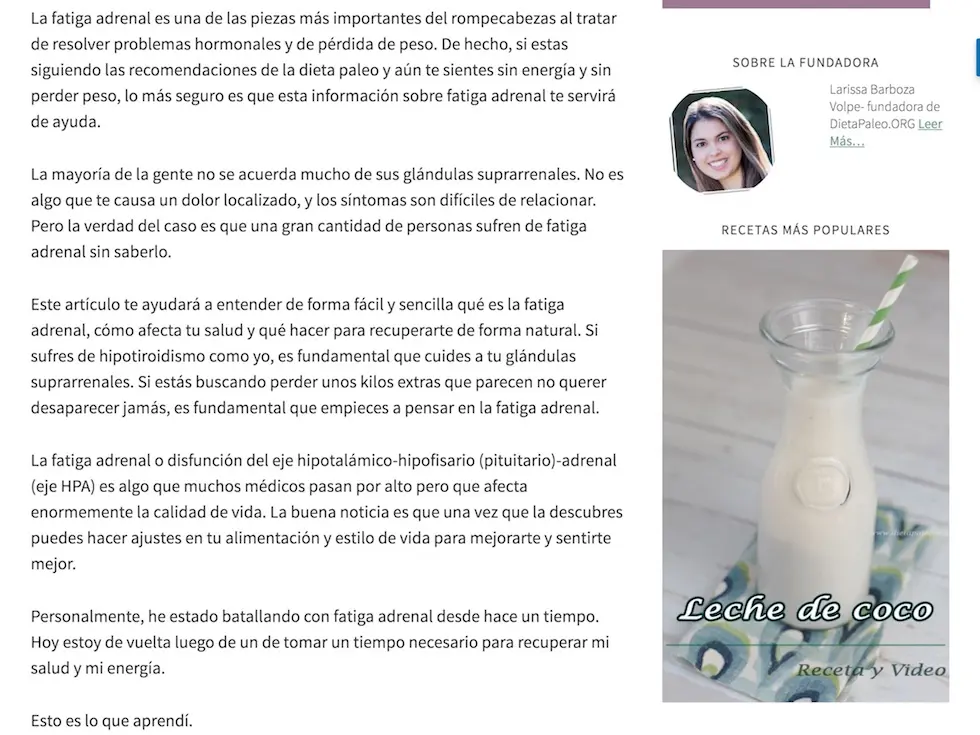 La fatiga adrenal es una de las piezas más importantes del rompecabezas al tratar
de resolver problemas hormonales y de pérdida de peso. De hecho, si estas
siguiendo las recomendaciones de la dieta paleo y aún te sientes sin energía y sin
perder peso, lo más seguro es que esta información sobre fatiga adrenal te servirá
de ayuda.
La mayoría de la gente no se acuerda mucho de sus glándulas suprarrenales. No es
algo que te causa un dolor localizado, y los síntomas son difíciles de relacionar.
Pero la verdad del caso es que una gran cantidad de personas sufren de fatiga
adrenal sin saberlo.
Este artículo te ayudará a entender de forma fácil y sencilla qué es la fatiga
adrenal, cómo afecta tu salud y qué hacer para recuperarte de forma natural. Si
sufres de hipotiroidismo como yo, es fundamental que cuides a tu glándulas
suprarrenales. Si estás buscando perder unos kilos extras que parecen no querer
desaparecer jamás, es fundamental que empieces a pensar en la fatiga adrenal.
La fatiga adrenal o disfunción del eje hipotalámico-hipofisario (pituitario)-adrenal
(eje HPA) es algo que muchos médicos pasan por alto pero que afecta
enormemente la calidad de vida. La buena noticia es que una vez que la descubres
puedes hacer ajustes en tu alimentación y estilo de vida para mejorarte y sentirte
mejor.
Personalmente, he estado batallando con fatiga adrenal desde hace un tiempo.
Hoy estoy de vuelta luego de un de tomar un tiempo necesario para recuperar mi
salud y mi energía.
Esto es lo que aprendí.
SOBRE LA FUNDADORA
Larissa Barboza
Volpe- fundadora de
DietaPaleo.ORG Leer
Más…
RECETAS MÁS POPULARES
Leche de coco
Receta y Video